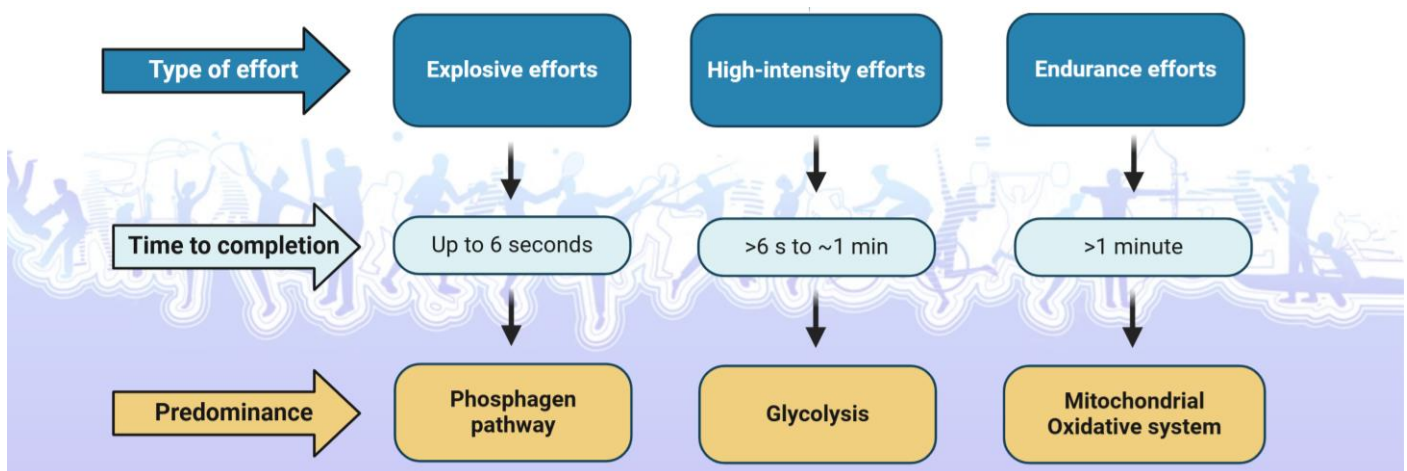 Type of effort
Explosive efforts
High-intensity efforts
Endurance efforts
Time to completion
Up to 6 seconds
>6 s to ~1 min
>1 minute
Predominance
Phosphagen
pathway
Glycolysis
Mitochondrial
Oxidative system